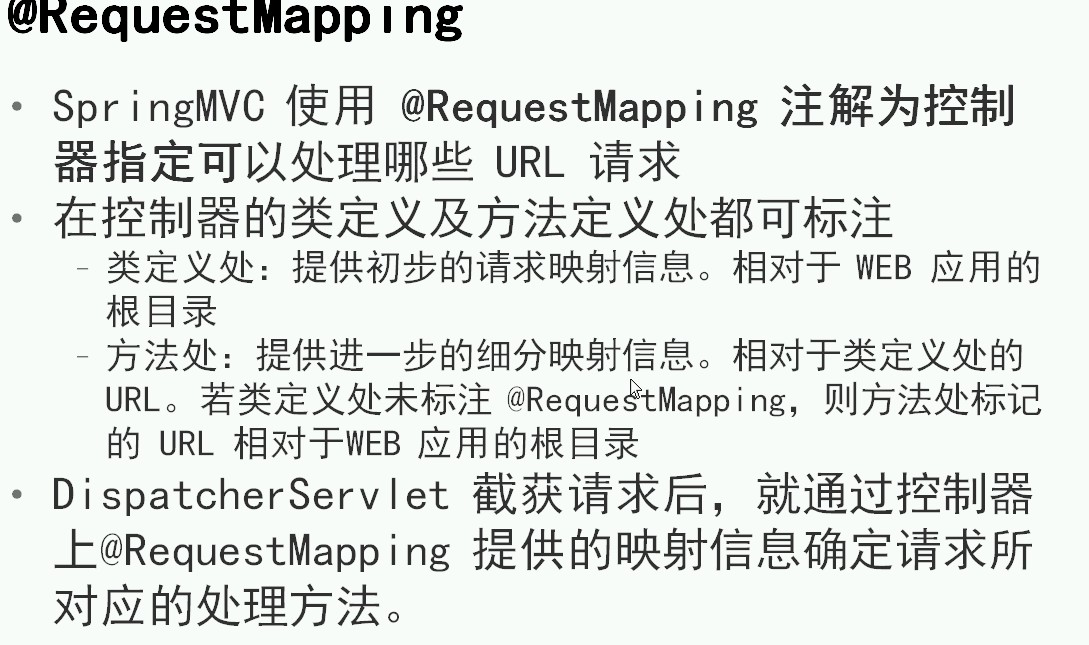 @RequestMapping
• SpringMVC 使用 @RequestMapping 注解为控制
器指定可以处理哪些 URL 请求
• 在控制器的类定义及方法定义处都可标注
– 类定义处：提供初步的请求映射信息。相对于 WEB 应用的
根目录
– 方法处：提供进一步的细分映射信息。相对于类定义处的
URL。若类定义处未标注 @RequestMapping，则方法处标记
的 URL 相对于WEB 应用的根目录
• DispatcherServlet 截获请求后，就通过控制器
上@RequestMapping 提供的映射信息确定请求所
对应的处理方法。